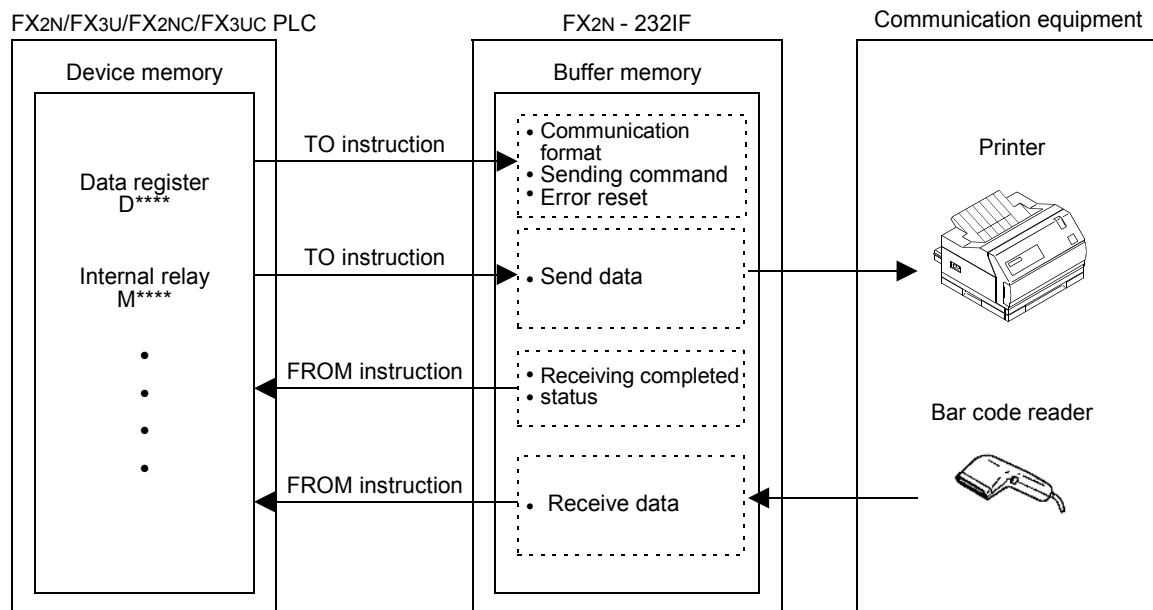 FX2N/FX3U/FX2NC/FX3UC PLC
Device memory
Data register
D****
Internal relay
M****
•
•
•
•
TO instruction
TO instruction
FROM instruction
FROM instruction
FX2N - 232IF
Buffer memory
• Communication
format
• Sending command
• Error reset
• Send data
• Receiving completed
• status
• Receive data
Communication equipment
Printer
Bar code reader